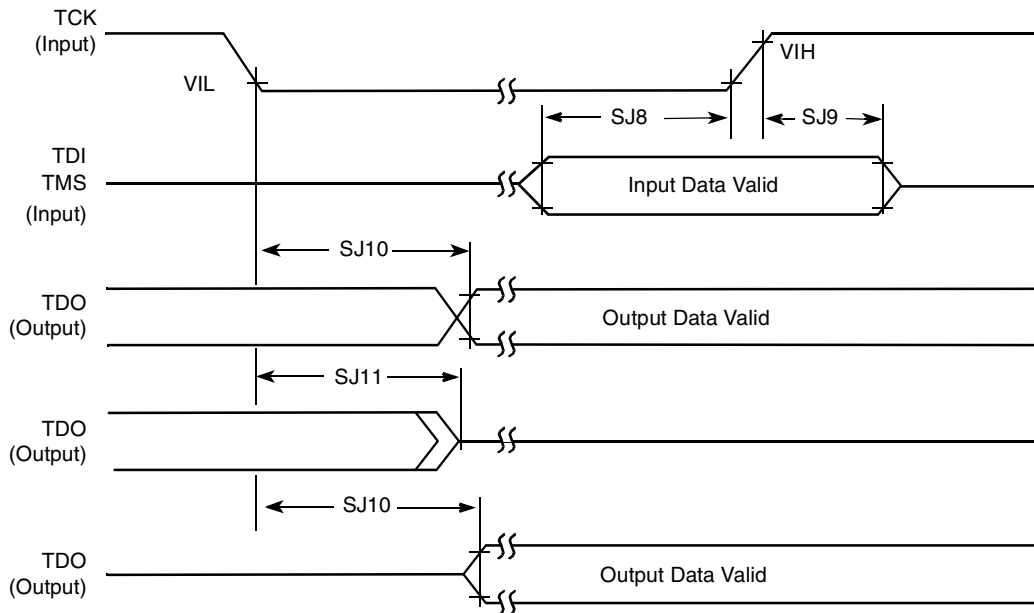 TCK
(Input)
VIL
VIH
SJ8
SJ9
TDI
TMS
(Input)
Input Data Valid
SJ10
TDO
(Output)
Output Data Valid
SJ11
TDO
(Output)
SJ10
TDO
(Output)
Output Data Valid